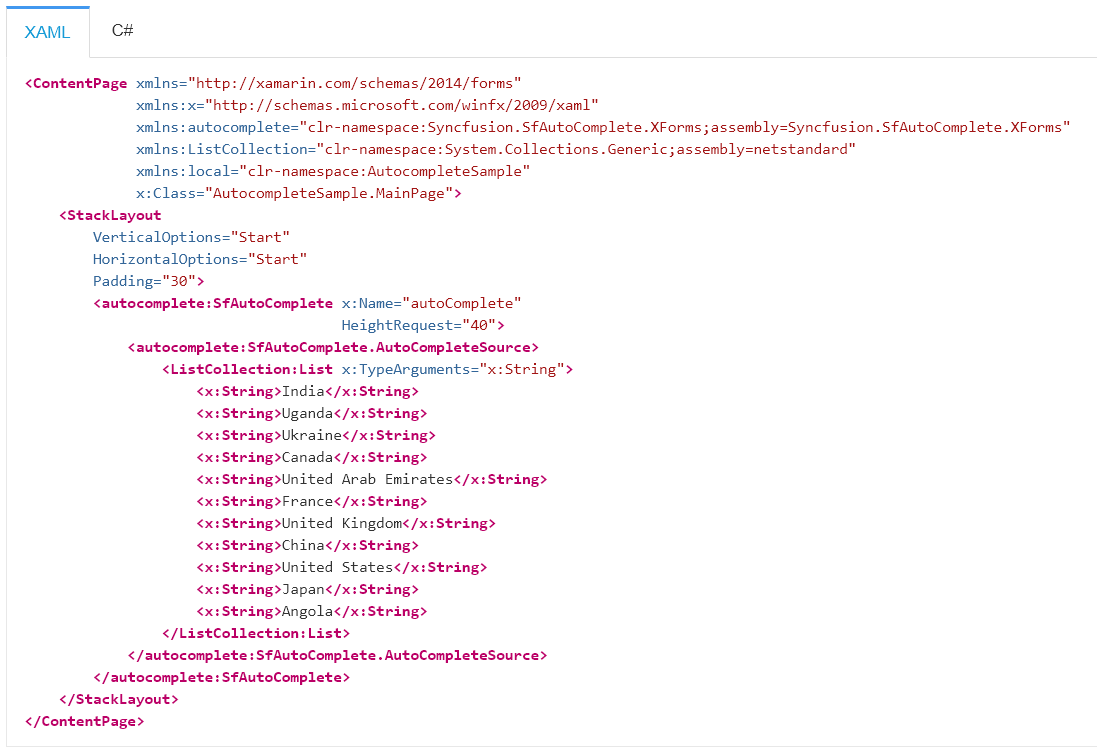 XAML C#
<ContentPage xmlns="http://xamarin.com/schemas/2014/forms"
xmlns:x="http://schemas.microsoft.com/winfx/2009/xaml"
xmlns:autocomplete="clr-namespace:Syncfusion.SfAutoComplete.XForms;assembly=Syncfusion.SfAutoComplete.XForms"
xmlns:ListCollection="clr-namespace:System.Collections.Generic;assembly=netstandard"
xmlns:local="clr-namespace:AutocompleteSample"
x:Class="AutocompleteSample.MainPage">
<StackLayout
VerticalOptions="Start"
HorizontalOptions="Start"
Padding="30">
<autocomplete:SfAutoComplete x:Name="autoComplete"
HeightRequest="40">
<autocomplete:SfAutoComplete.AutoCompleteSource>
<ListCollection:List x:TypeArguments="x:String">
<x:String>India</x:String>
<x:String>Uganda</x:String>
<x:String>Ukraine</x:String>
<x:String>Canada</x:String>
<x:String>United Arab Emirates</x:String>
<x:String>France</x:String>
<x:String>United Kingdom</x:String>
<x:String>China</x:String>
<x:String>United States</x:String>
<x:String>Japan</x:String>
<x:String>Angola</x:String>
</ListCollection:List>
</autocomplete:SfAutoComplete.AutoCompleteSource>
</autocomplete:SfAutoComplete>
</StackLayout>
</ContentPage>